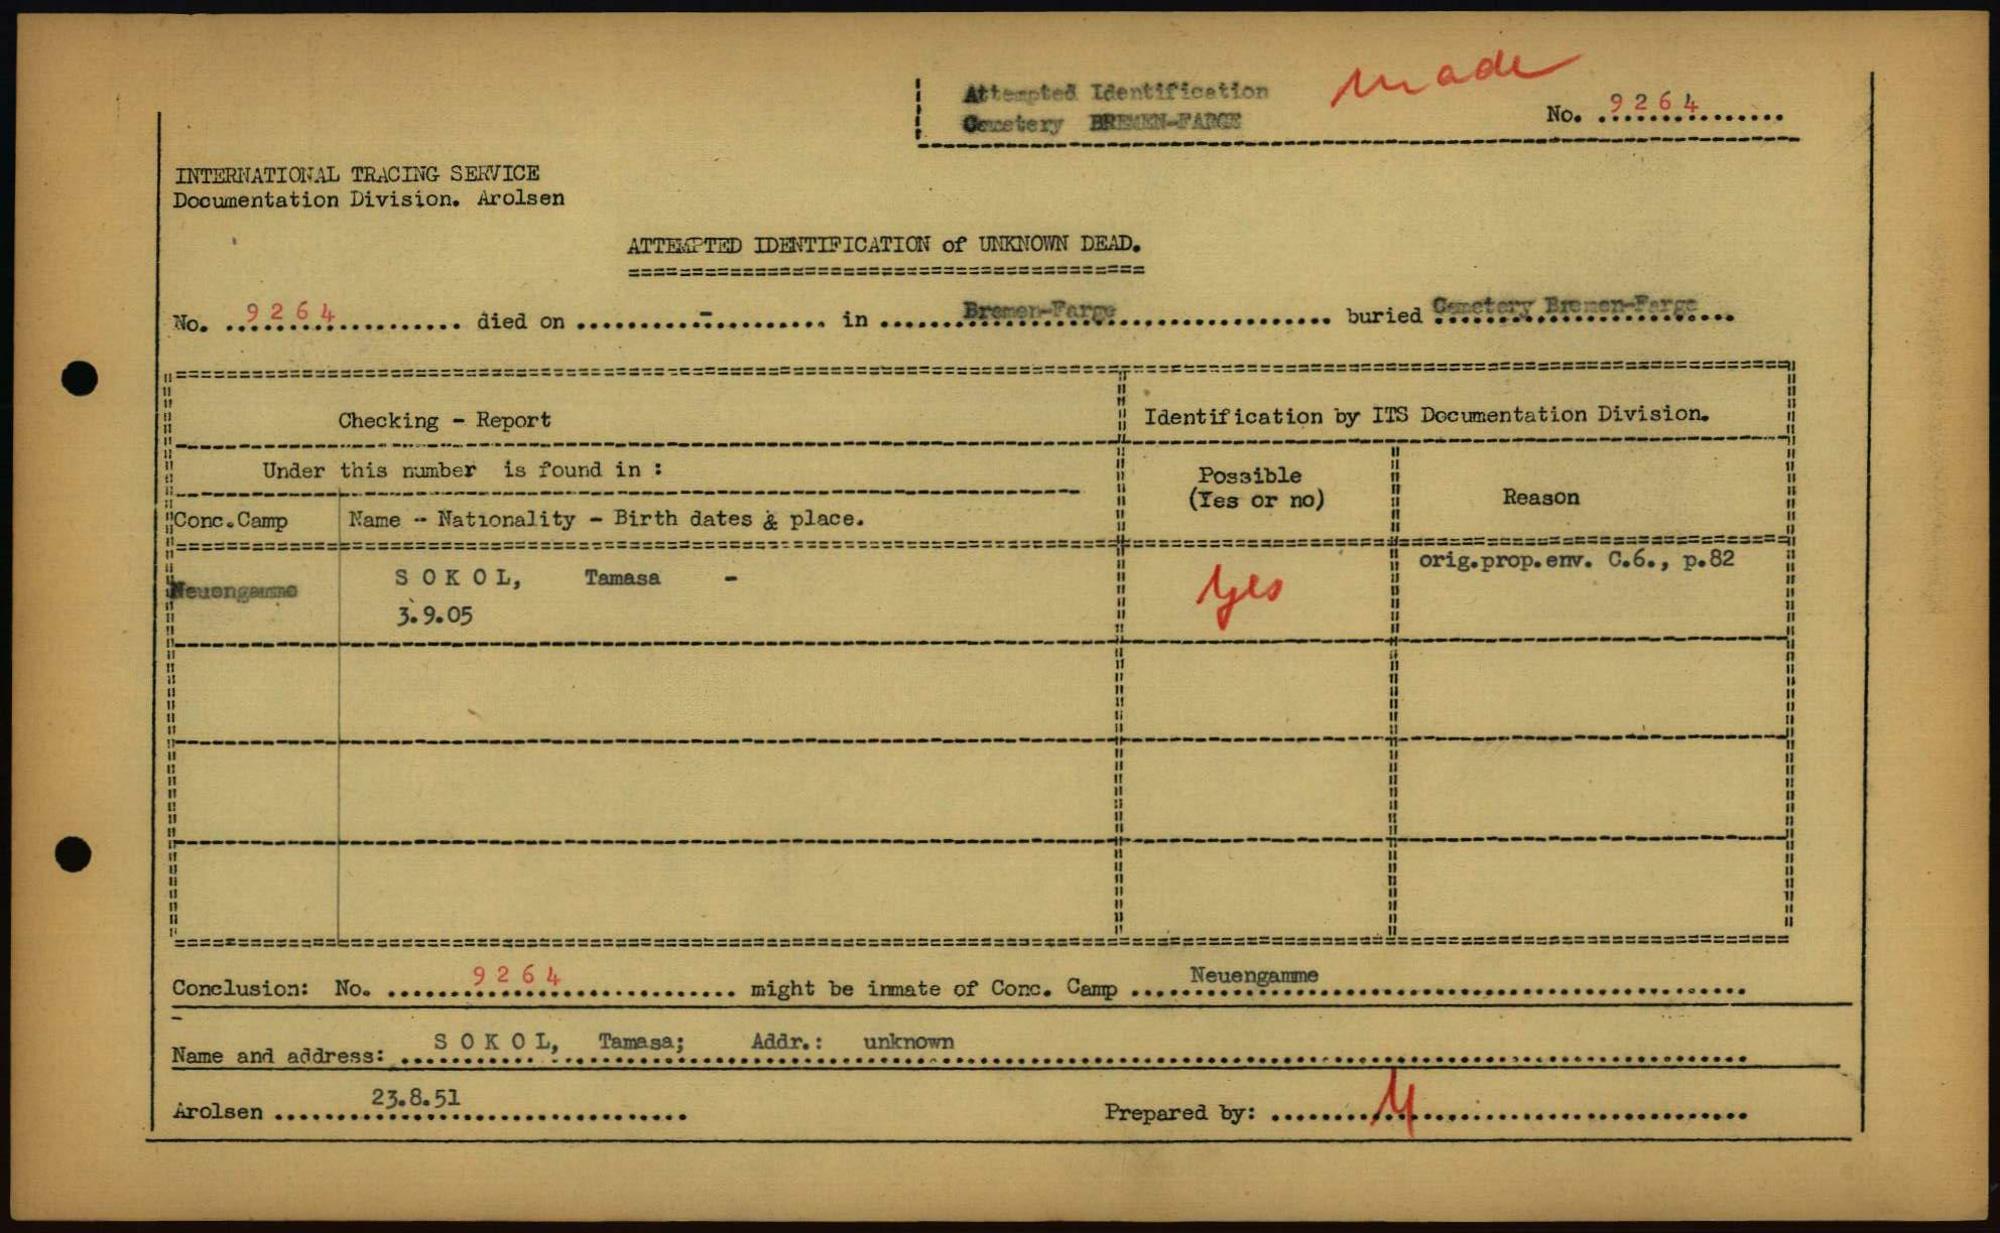 Attempted Identification made
Cemetery BREMEN-FARGE
No. 9264
INTERNATIONAL TRACING SERVICE
Documentation Division. Arolsen
ATTEMPTED IDENTIFICATION of UNKNOWN DEAD.
No. 9264 died on - in Bremen-Farge buried Cemetery Bremen-Farge
Checking - Report
Identification by ITS Documentation Division.
Under this number is found in :
Possible
(Yes or no)
Reason
Conc.Camp
Name - Nationality - Birth dates & place.
Neuengamme
S O K O L, Tamasa -
3.9.05
Yes
orig.prop.env. C.6., p.82
Conclusion: No. 9264 might be inmate of Conc. Camp Neuengamme
Name and address: S O K O L, Tamasa; Addr.: unknown
Arolsen 23.8.51
Prepared by: